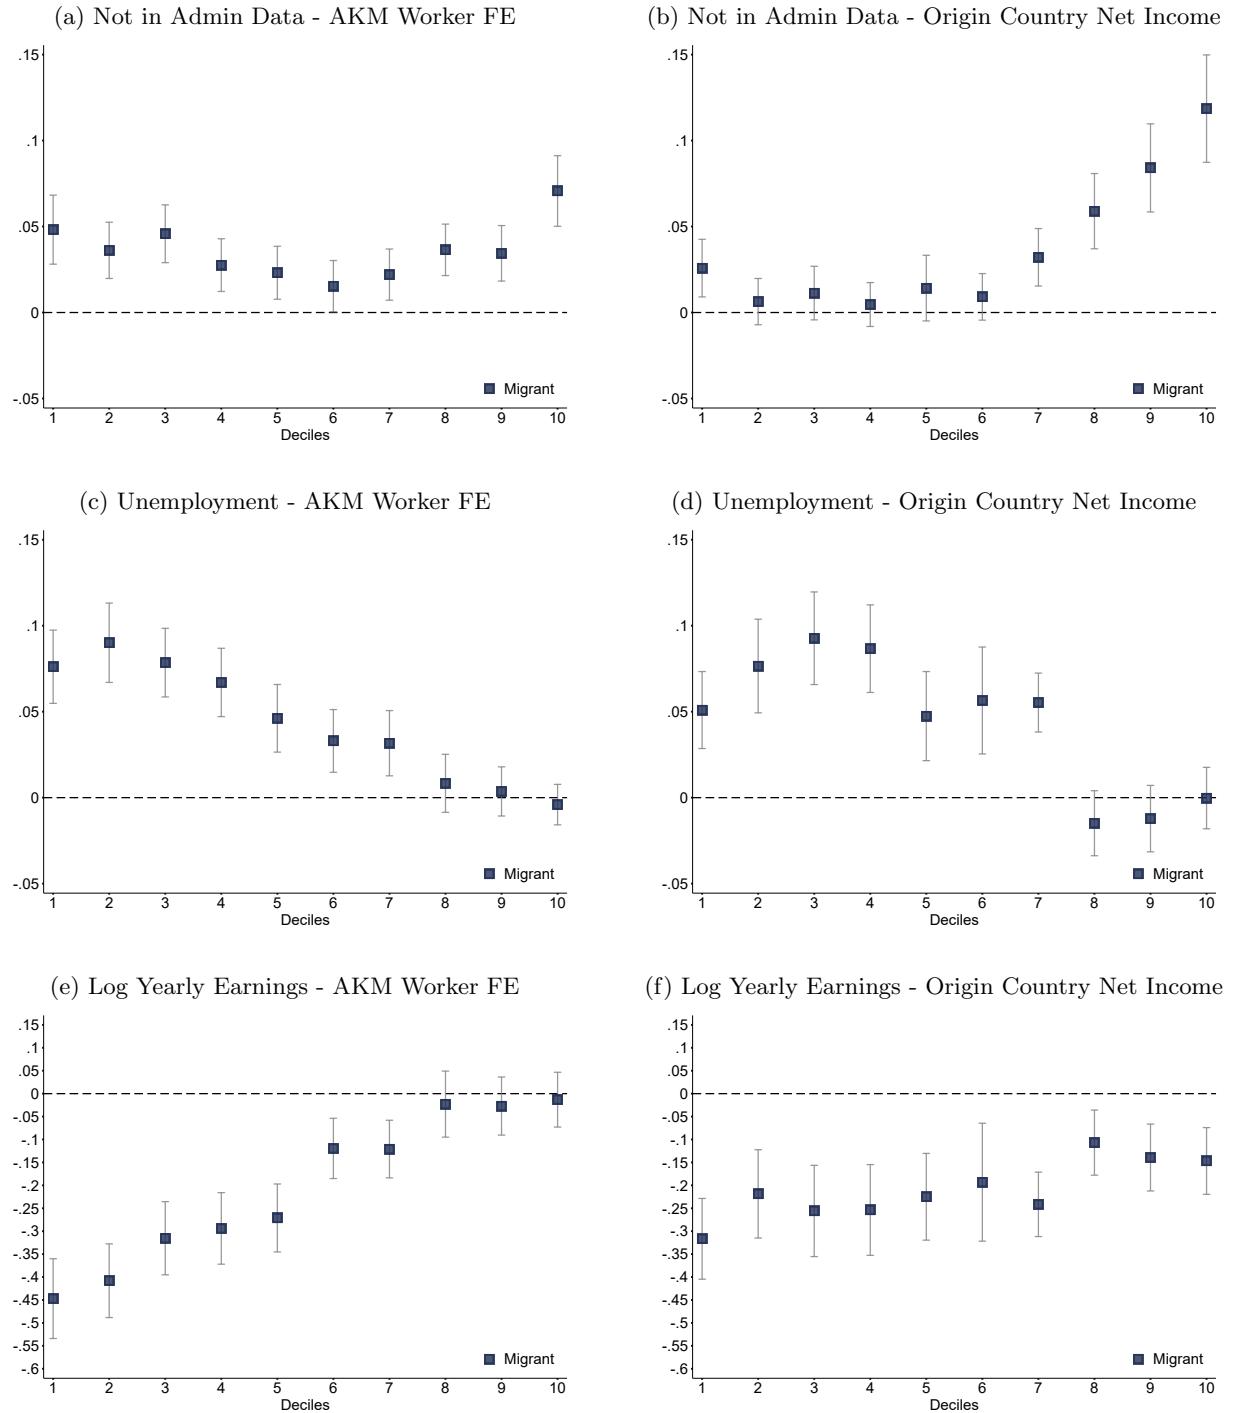 (a) Not in Admin Data - AKM Worker FE
.15
.1
.05
0
-.05
1 2 3 4 5 6 7 8 9 10
Deciles
Migrant
(b) Not in Admin Data - Origin Country Net Income
.15
.1
.05
0
-.05
1 2 3 4 5 6 7 8 9 10
Deciles
Migrant
(c) Unemployment - AKM Worker FE
.15
.1
.05
0
-.05
1 2 3 4 5 6 7 8 9 10
Deciles
Migrant
(d) Unemployment - Origin Country Net Income
.15
.1
.05
0
-.05
1 2 3 4 5 6 7 8 9 10
Deciles
Migrant
(e) Log Yearly Earnings - AKM Worker FE
.15
.1
.05
0
-.05
-.1
-.15
-.2
-.25
-.3
-.35
-.4
-.45
-.5
-.55
-.6
1 2 3 4 5 6 7 8 9 10
Deciles
Migrant
(f) Log Yearly Earnings - Origin Country Net Income
.15
.1
.05
0
-.05
-.1
-.15
-.2
-.25
-.3
-.35
-.4
-.45
-.5
-.55
-.6
1 2 3 4 5 6 7 8 9 10
Deciles
Migrant